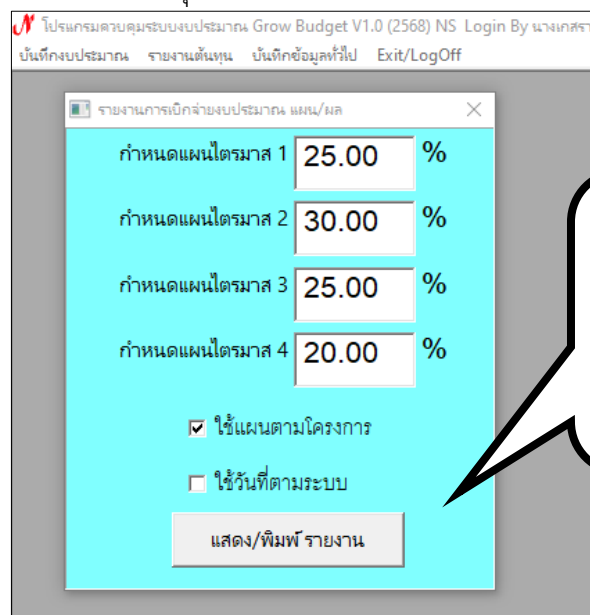 โปรแกรมควบคุมระบบงบประมาณ Grow Budget V1.0 (2568) NS Login By นางเกสรา
บันทึกงบประมาณ รายงานต้นทุน บันทึกข้อมูลทั่วไป Exit/LogOff
รายงานการเบิกจ่ายงบประมาณ แผน/ผล
กำหนดแผนไตรมาส 1 25.00 %
กำหนดแผนไตรมาส 2 30.00 %
กำหนดแผนไตรมาส 3 25.00 %
กำหนดแผนไตรมาส 4 20.00 %
ใช้แผนตามโครงการ
ใช้วันที่ตามระบบ
แสดง/พิมพ์ รายงาน